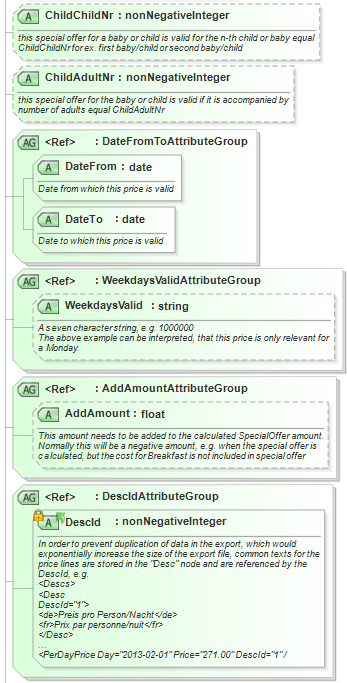 A ChildChildNr : nonNegativeInteger
this special offer for a baby or child is valid for the n-th child or baby equal
ChildChildNr for ex. first baby/child or second baby/child
A ChildAdultNr : nonNegativeInteger
this special offer for the baby or child is valid if it is accompanied by
number of adults equal ChildAdultNr
AG <Ref> : DateFromToAttributeGroup
A DateFrom : date
Date from which this price is valid
A DateTo : date
Date to which this price is valid
AG <Ref> : WeekdaysValidAttributeGroup
A WeekdaysValid : string
A seven character string, e.g. 1000000
The above example can be interpreted, that this price is only relevant for
a Monday.
AG <Ref> : AddAmountAttributeGroup
A AddAmount : float
This amount needs to be added to the calculated SpecialOffer amount.
Normally this will be a negative amount, e.g. when the special offer is
calculated, but the cost for Breakfast is not included in special offer
AG <Ref> : DescIdAttributeGroup
A DescId : nonNegativeInteger
In order to prevent duplication of data in the export, which would
exponentially increase the size of the export file, common texts for the
price lines are stored in the "Desc" node and are referenced by the
DescId, e.g.
<Descs>
<Desc
DescId="1">
<de>Preis pro Person/Nacht</de>
<fr>Prix par personne/nuit</fr>
</Desc>
...
<PerDayPrice Day="2013-02-01" Price="271.00" DescId="1" /